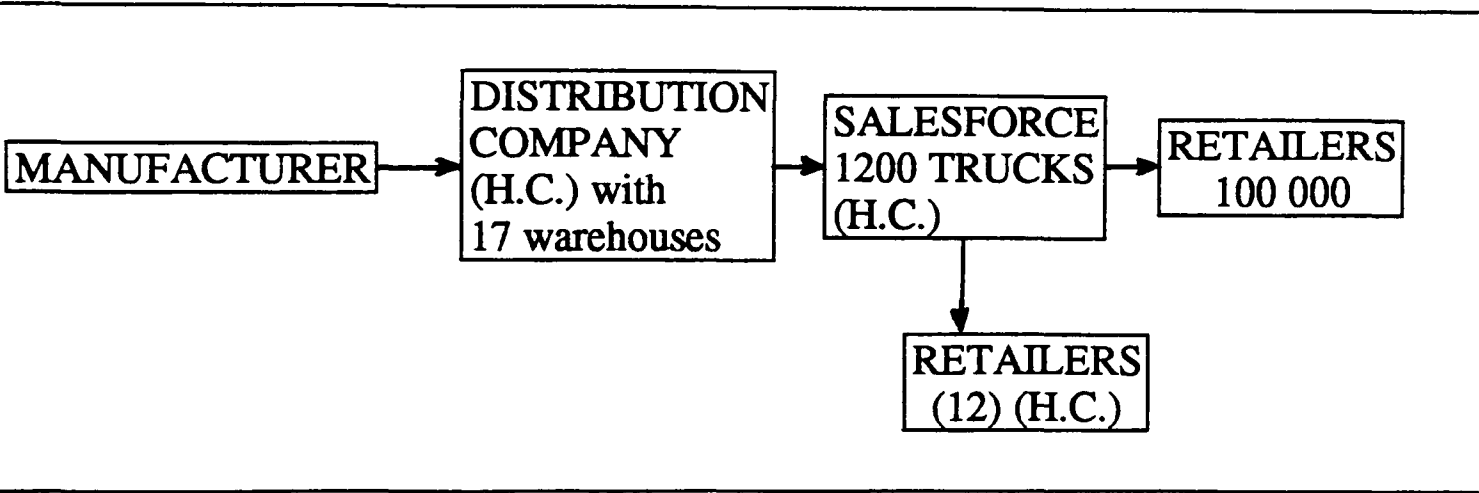 MANUFACTURER
DISTRIBUTION
COMPANY
(H.C.) with
17 warehouses
SALESFORCE
1200 TRUCKS
(H.C.)
RETAILERS
100 000
RETAILERS
(12) (H.C.)